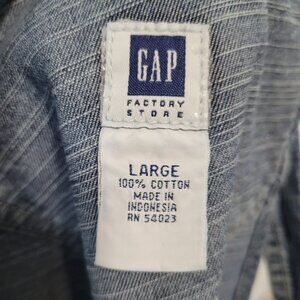 GAP
FACTORY
STORE
LARGE
100% COTTON
MADE IN
INDONESIA
RN 54023